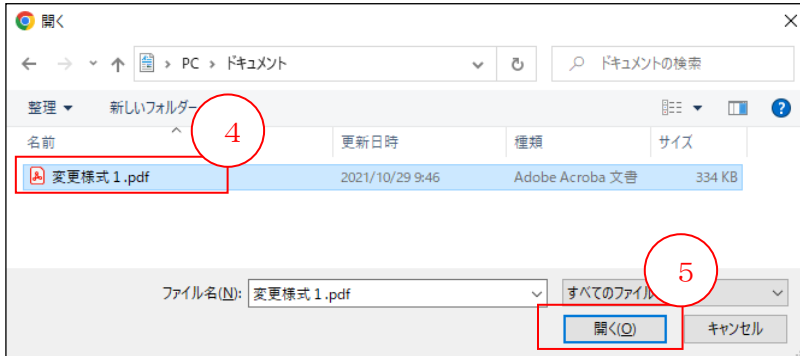 開く
PC › ドキュメント
ドキュメントの検索
整理 新しいフォルダー
4
名前 更新日時 種類 サイズ
変更様式１.pdf 2021/10/29 9:46 Adobe Acroba 文書 334 KB
5
ファイル名(N): 変更様式１.pdf すべてのファイル
開く(O) キャンセル